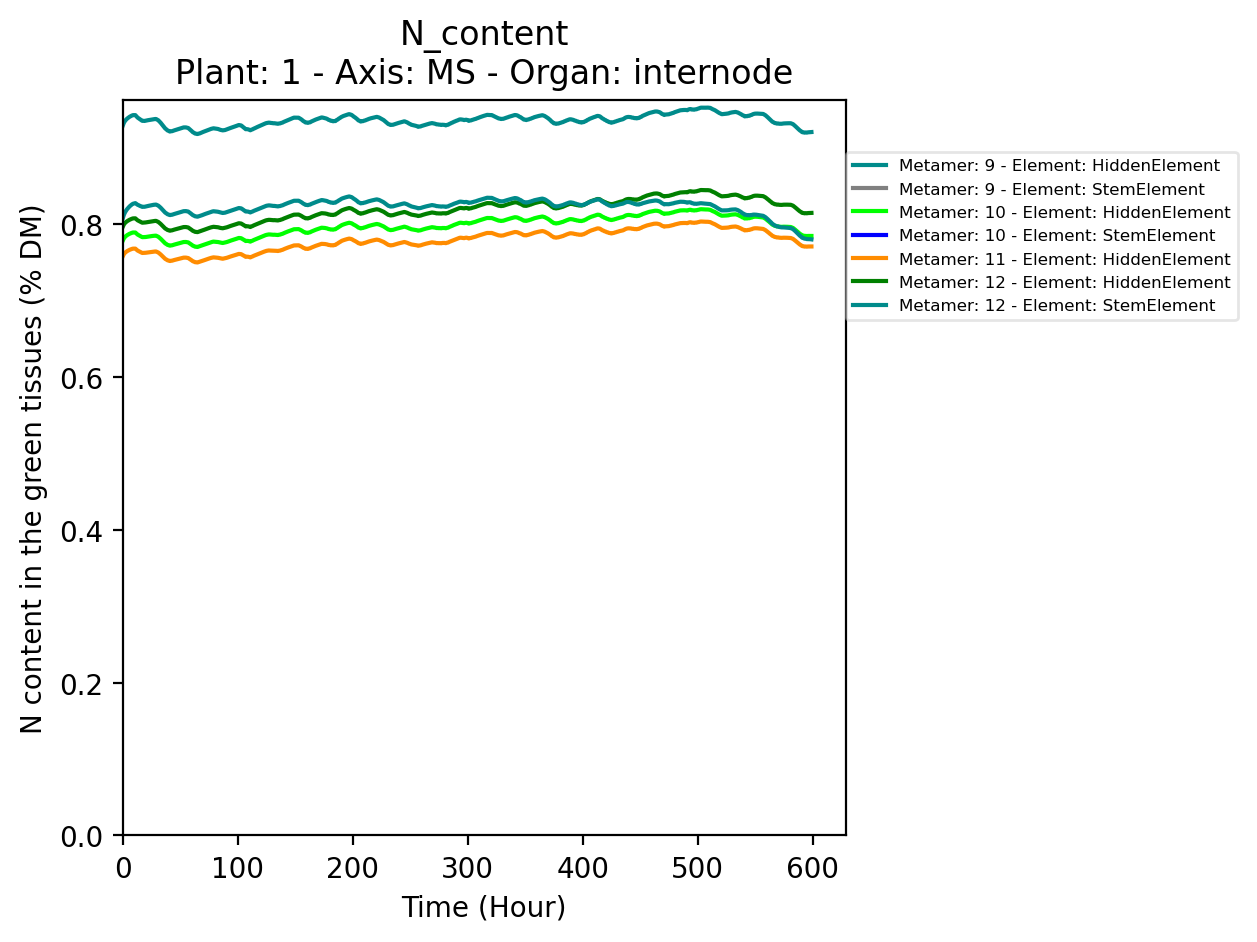 N_content
Plant: 1 - Axis: MS - Organ: internode
N content in the green tissues (% DM)
0.8
0.6
0.4
0.2
0.0
0 100 200 300 400 500 600
Time (Hour)
Metamer: 9 - Element: HiddenElement
Metamer: 9 - Element: StemElement
Metamer: 10 - Element: HiddenElement
Metamer: 10 - Element: StemElement
Metamer: 11 - Element: HiddenElement
Metamer: 12 - Element: HiddenElement
Metamer: 12 - Element: StemElement